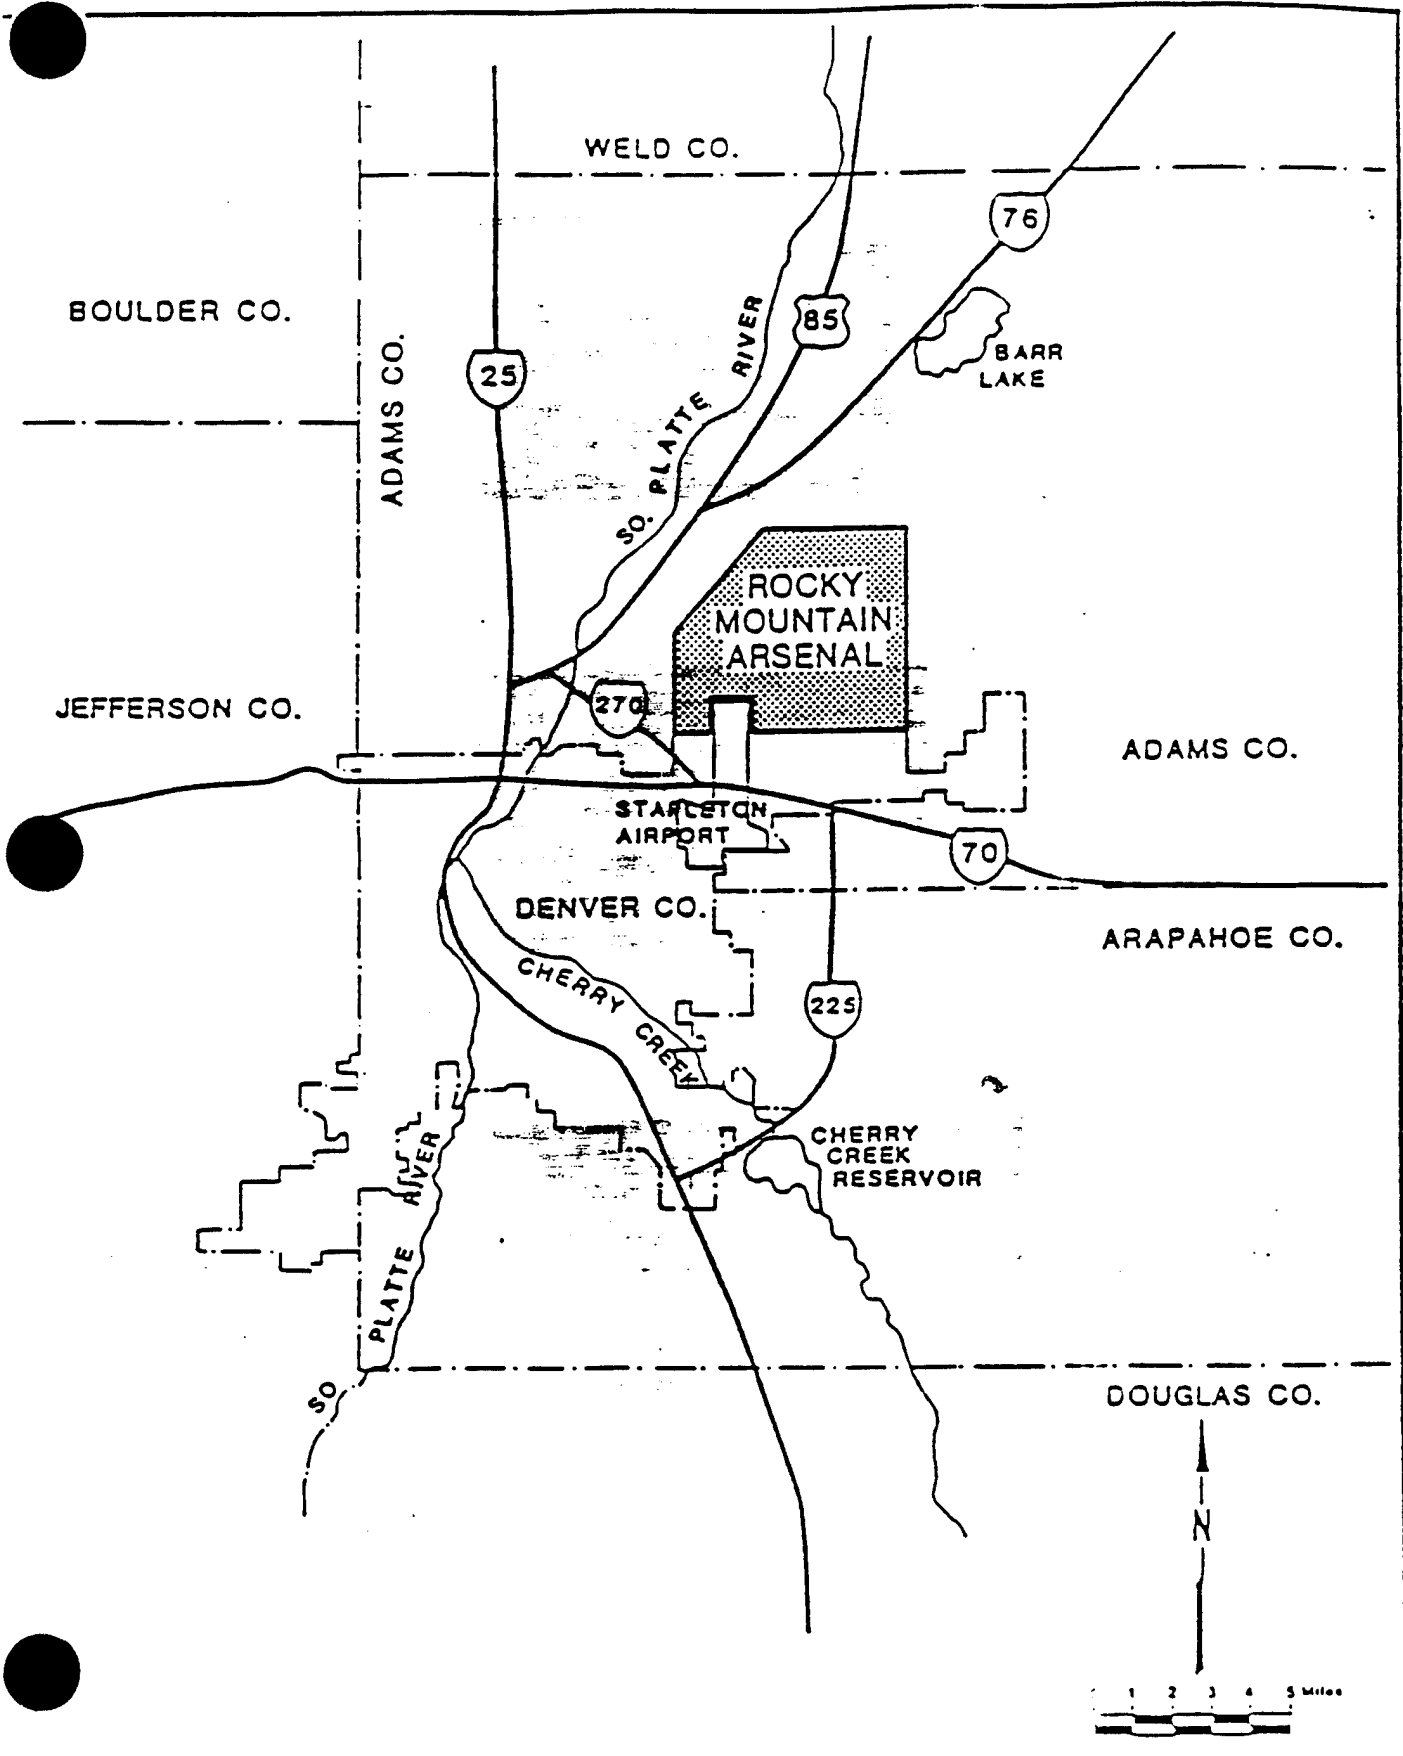 WELD CO.
76
BOULDER CO.
85
SO. PLATTE RIVER
BARR
LAKE
25
ADAMS CO.
ROCKY
MOUNTAIN
ARSENAL
270
JEFFERSON CO.
ADAMS CO.
STAPLETON
AIRPORT
70
DENVER CO.
ARAPAHOE CO.
CHERRY CREEK
225
CHERRY
CREEK
RESERVOIR
SO PLATTE RIVER
DOUGLAS CO.
N
1 2 3 4 5 Miles